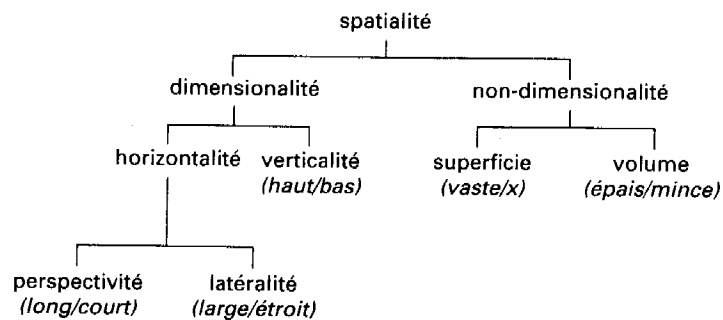 spatialité
dimensionalité non-dimensionalité
horizontalité verticalité superficie volume
(haut/bas) (vaste/x) (épais/mince)
perspectivité latéralité
(long/court) (large/étroit)